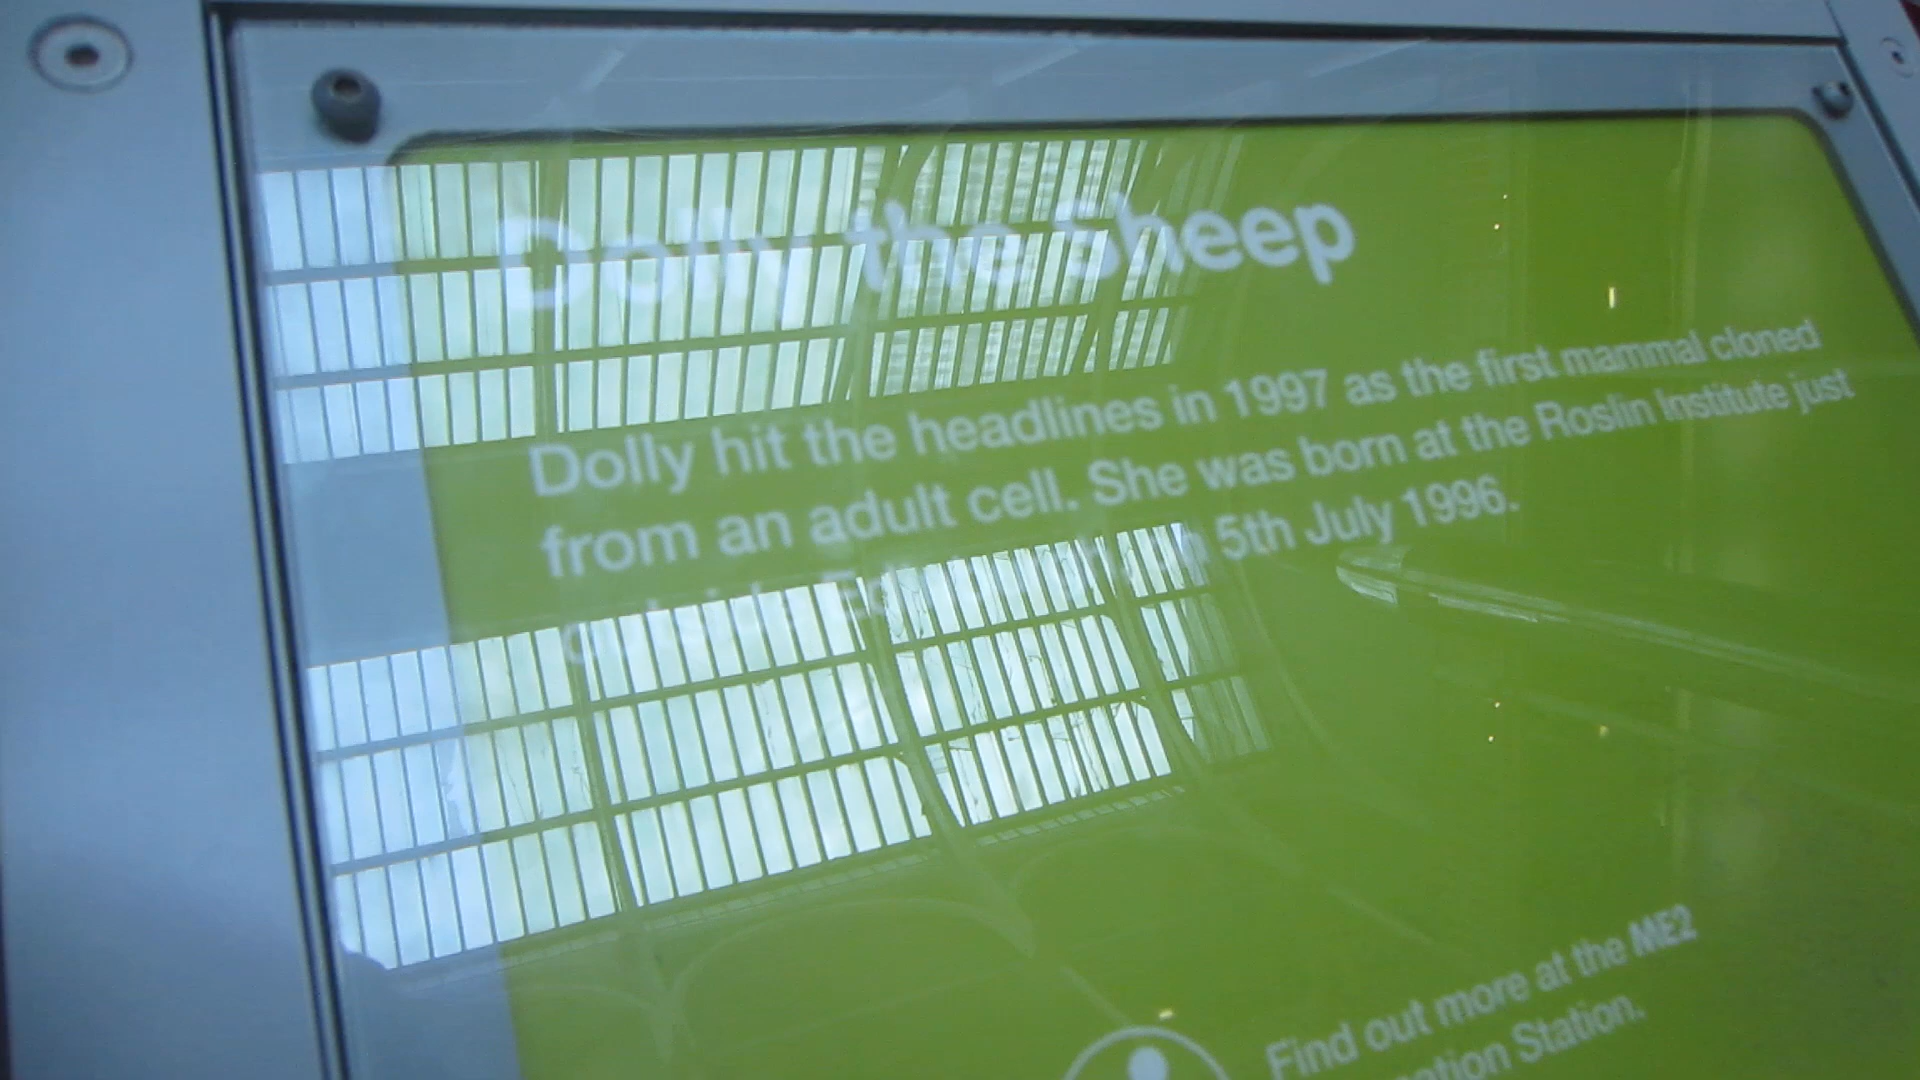 Dolly the Sheep
Dolly hit the headlines in 1997 as the first mammal cloned
from an adult cell. She was born at the Roslin Institute just
5th July 1996.
Find out more at the ME2
Station.